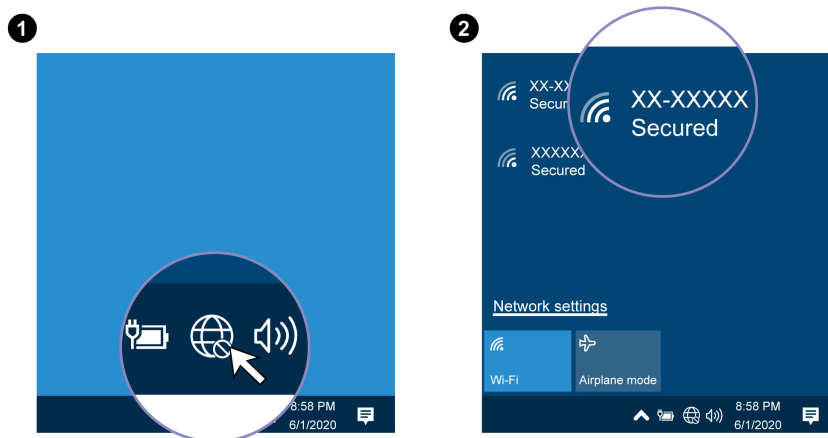 1
8:58 PM
6/1/2020
2
XX-XX
Secur
XX-XXXXX
Secured
XXXXX
Secured
Network settings
Wi-Fi
Airplane mode
8:58 PM
6/1/2020